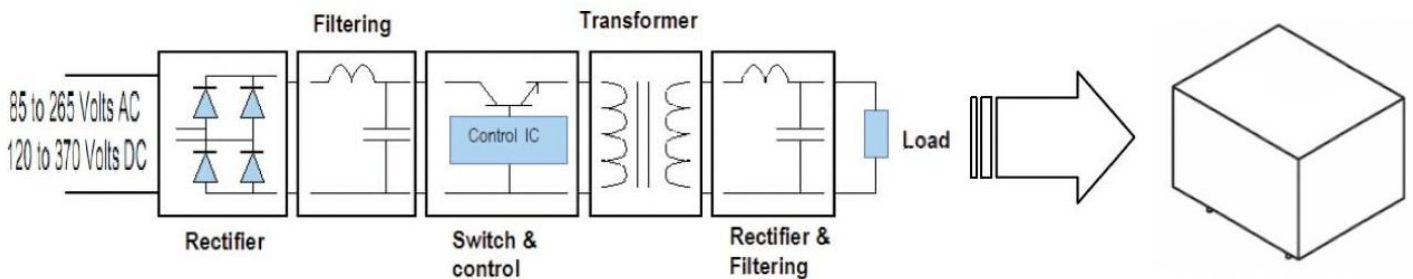 Filtering
Transformer
85 to 265 Volts AC
120 to 370 Volts DC
Control IC
Load
Rectifier
Switch &
control
Rectifier &
Filtering